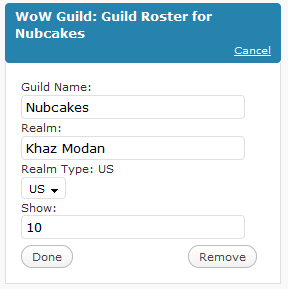 WoW Guild: Guild Roster for
Nubcakes
Cancel
Guild Name:
Nubcakes
Realm:
Khaz Modan
Realm Type: US
US
Show:
10
Done Remove